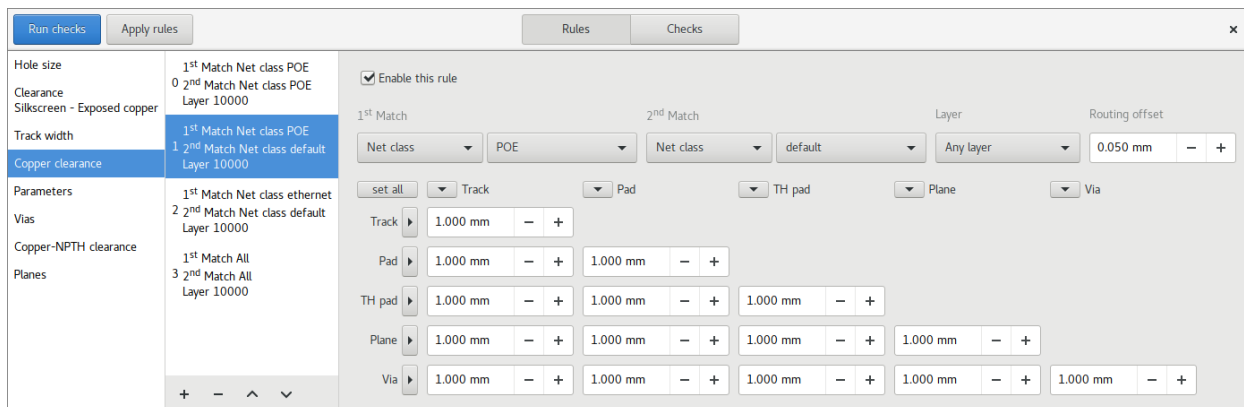 Run checks
Apply rules
Rules
Checks
×
Hole size
Clearance
Silkscreen - Exposed copper
Track width
Copper clearance
Parameters
Vias
Copper-NPTH clearance
Planes
1st Match Net class POE
0 2nd Match Net class POE
Layer 10000
1st Match Net class POE
1 2nd Match Net class default
Layer 10000
1st Match Net class ethernet
2 2nd Match Net class default
Layer 10000
1st Match All
3 2nd Match All
Layer 10000
Enable this rule
1st Match 2nd Match Layer Routing offset
Net class POE Net class default Any layer 0.050 mm − +
set all Track Pad TH pad Plane Via
Track 1.000 mm − +
Pad 1.000 mm − + 1.000 mm − +
TH pad 1.000 mm − + 1.000 mm − + 1.000 mm − +
Plane 1.000 mm − + 1.000 mm − + 1.000 mm − + 1.000 mm − +
Via 1.000 mm − + 1.000 mm − + 1.000 mm − + 1.000 mm − + 1.000 mm − +
+ −